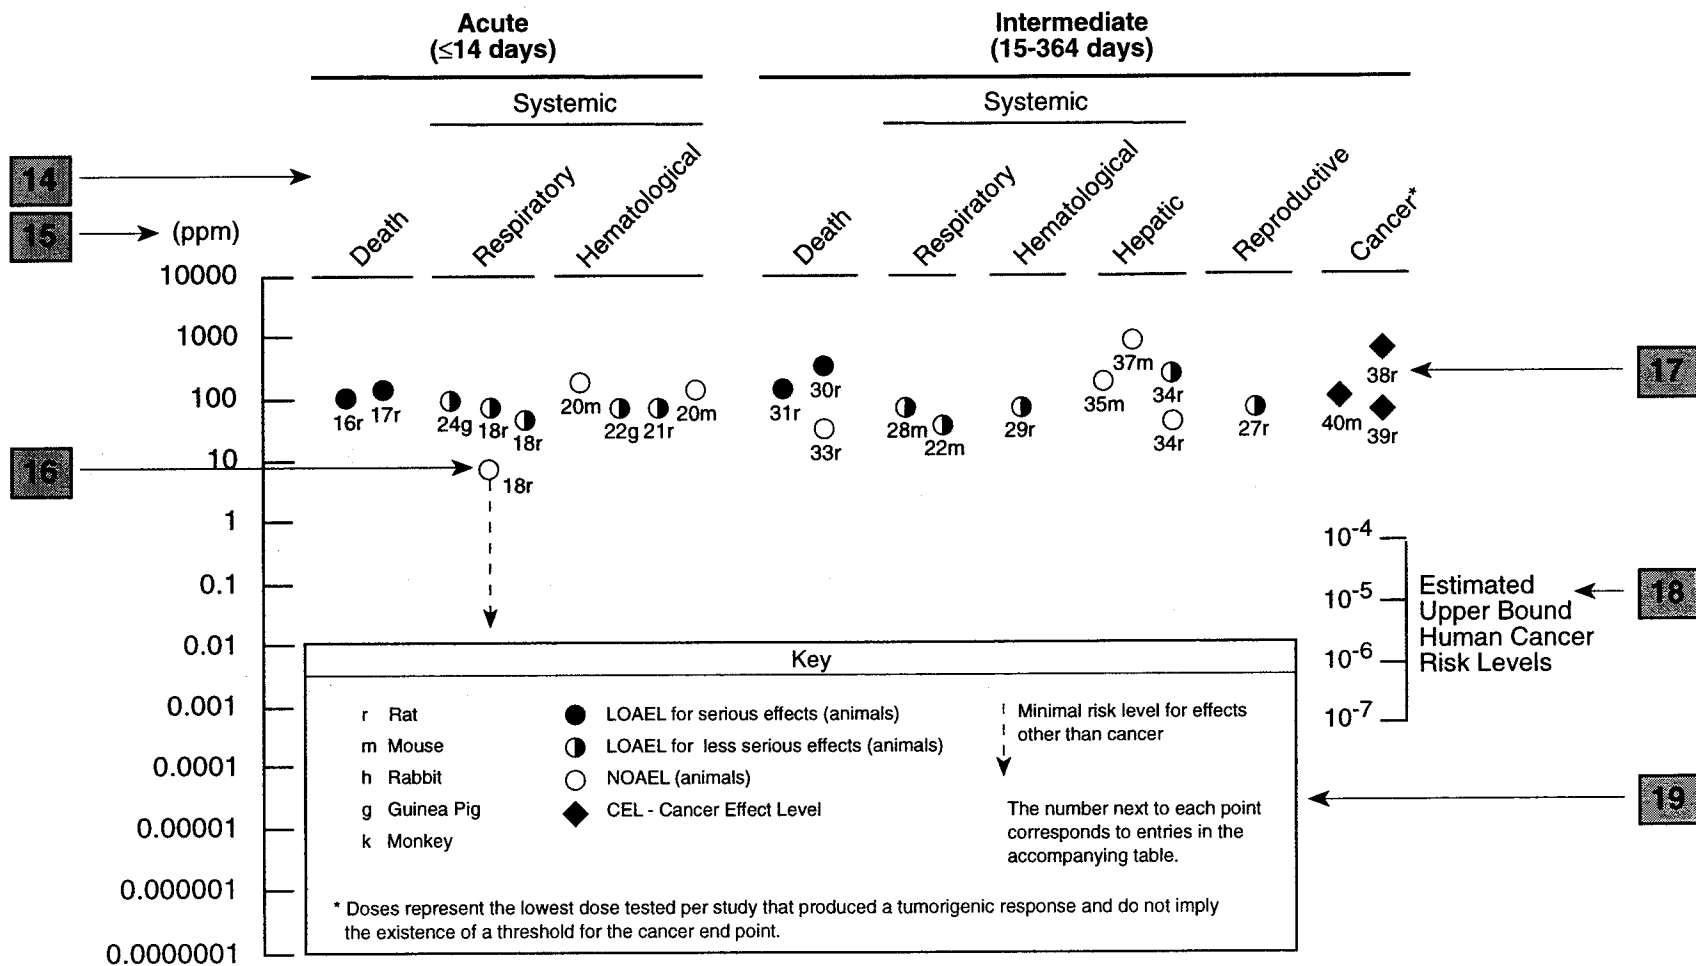 Acute
(≤14 days)
Intermediate
(15-364 days)
Systemic
Systemic
14
15
(ppm)
Death
Respiratory
Hematological
Death
Respiratory
Hematological
Hepatic
Reproductive
Cancer*
10000
1000
100
10
1
0.1
0.01
0.001
0.0001
0.00001
0.000001
0.0000001
16r
17r
24g
18r
18r
18r
20m
22g
21r
20m
31r
30r
33r
28m
22m
29r
35m
37m
34r
34r
27r
40m
38r
39r
16
17
10⁻⁴
10⁻⁵
10⁻⁶
10⁻⁷
Estimated
Upper Bound
Human Cancer
Risk Levels
18
Key
r Rat
m Mouse
h Rabbit
g Guinea Pig
k Monkey
LOAEL for serious effects (animals)
LOAEL for less serious effects (animals)
NOAEL (animals)
CEL - Cancer Effect Level
Minimal risk level for effects
other than cancer
The number next to each point
corresponds to entries in the
accompanying table.
19
* Doses represent the lowest dose tested per study that produced a tumorigenic response and do not imply
the existence of a threshold for the cancer end point.